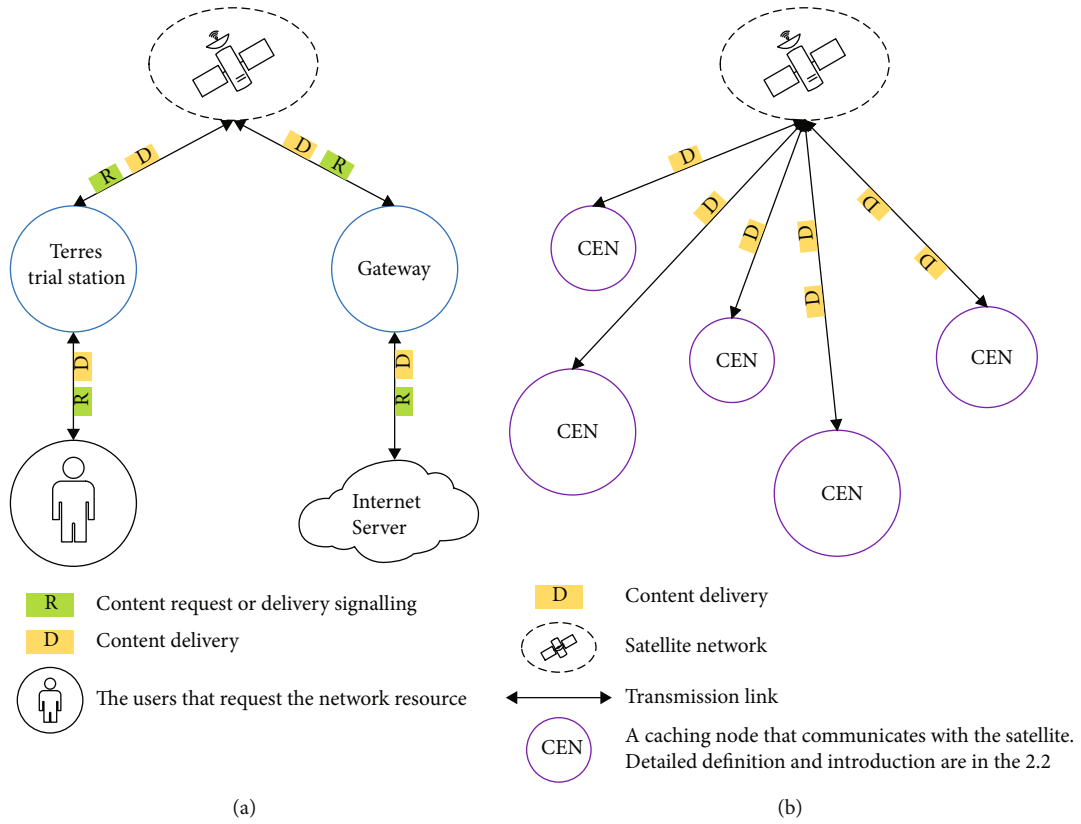 R D
D R
Terres
trial station
Gateway
D
R
D
R
Internet
Server
R Content request or delivery signalling
D Content delivery
The users that request the network resource
(a)
D
D
D
D
D
D
D
CEN
CEN
CEN
CEN
CEN
D Content delivery
Satellite network
Transmission link
CEN A caching node that communicates with the satellite.
Detailed definition and introduction are in the 2.2
(b)